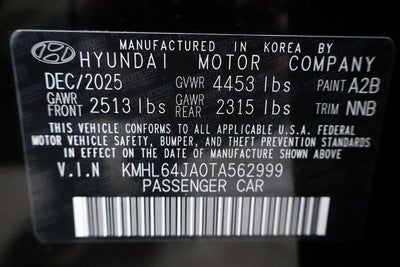 MANUFACTURED IN KOREA BY
HYUNDAI MOTOR COMPANY
DEC/2025 GVWR 4453 lbs PAINT A2B
GAWR FRONT 2513 lbs GAWR REAR 2315 lbs TRIM NNB
THIS VEHICLE CONFORMS TO ALL APPLICABLE U.S.A. FEDERAL
MOTOR VEHICLE SAFETY, BUMPER, AND THEFT PREVENTION STANDARDS
IN EFFECT ON THE DATE OF MANUFACTURE SHOWN ABOVE
V.I.N KMHL64JA0TA562999
PASSENGER CAR